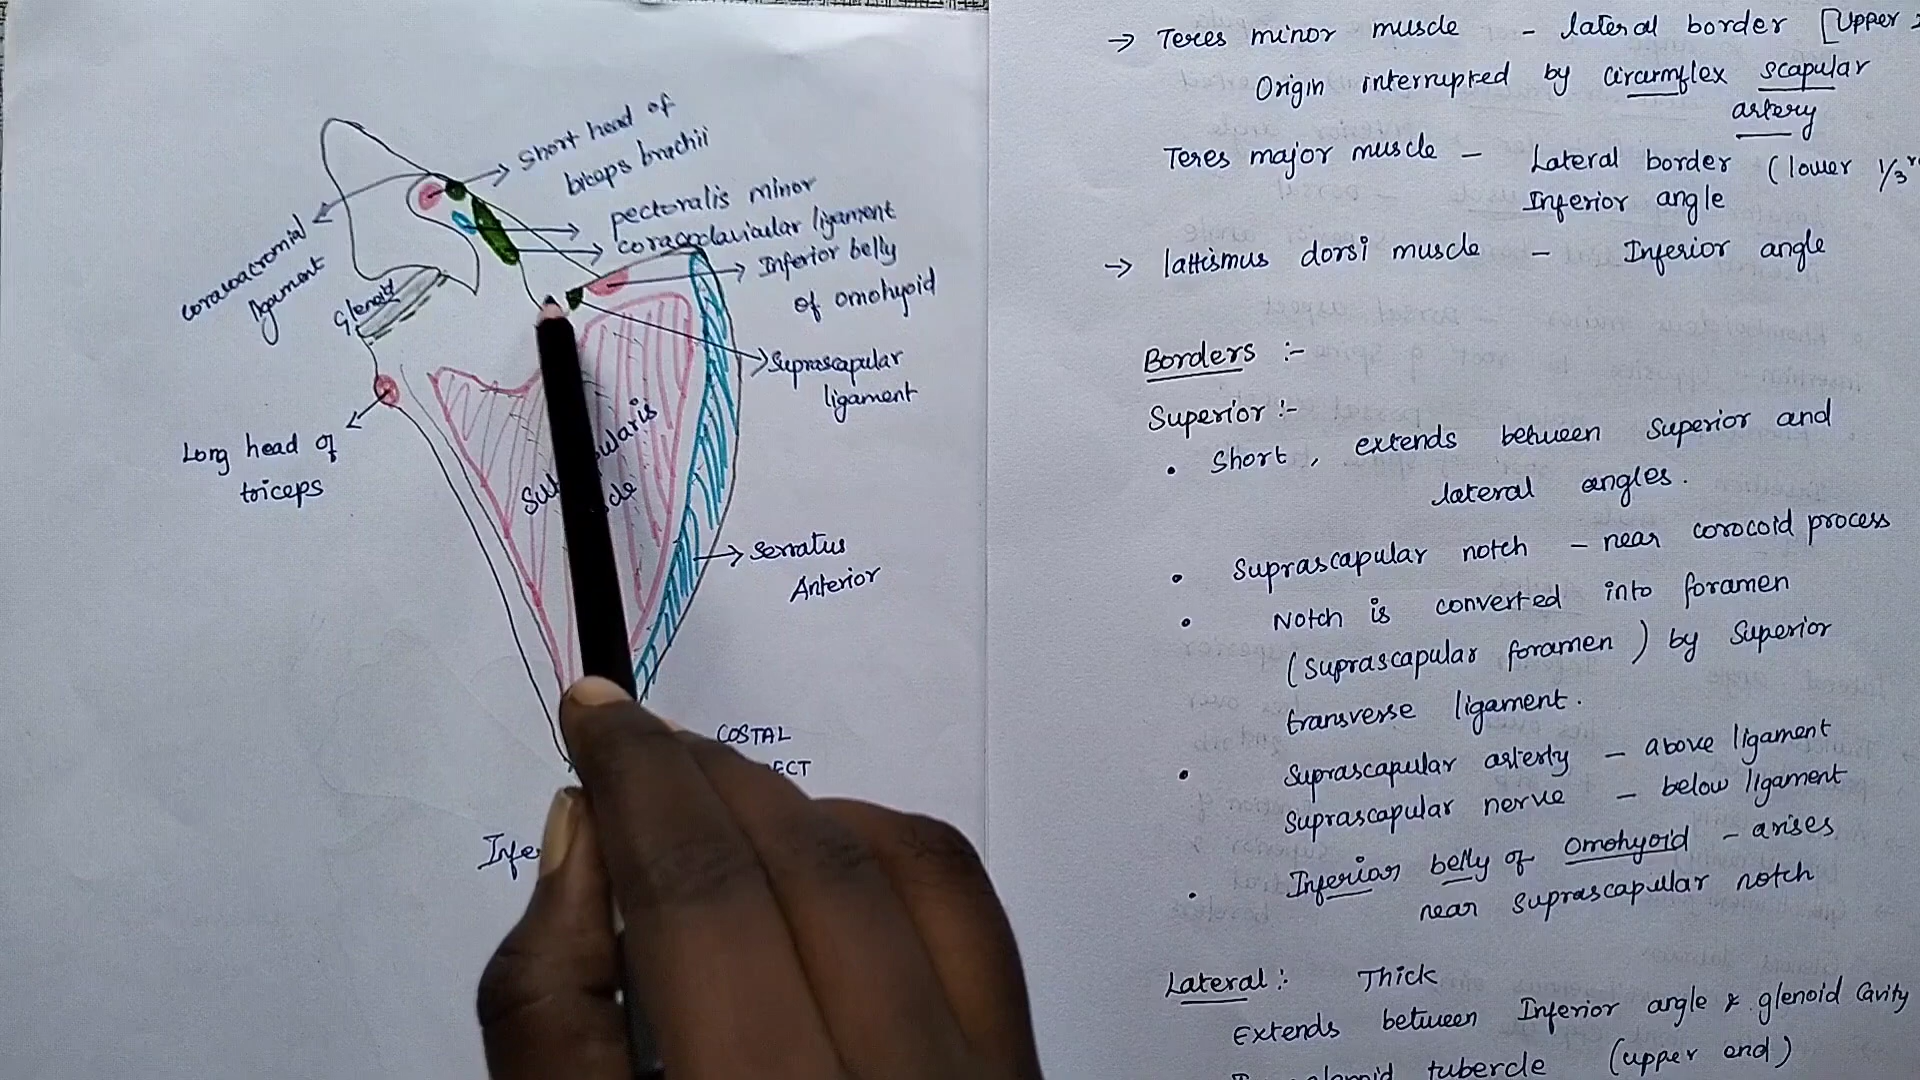 Short head of
biceps brachii
pectoralis minor
coracoclavicular ligament
Inferior belly
of omohyoid
coracoacromial
ligament
Glenoid
Suprascapular
ligament
Long head of
triceps
Serratus
Anterior
COSTAL
→ Teres minor muscle - lateral border [Upper
Origin interrupted by circumflex scapular
artery
Teres major muscle - Lateral border (lower 1/3
Inferior angle
→ lattismus dorsi muscle - Inferior angle
Borders :-
Superior :-
• Short, extends between Superior and
lateral angles.
• Suprascapular notch - near corocoid process
• Notch is converted into foramen
(Suprascapular foramen) by Superior
transverse ligament.
• Suprascapular artery - above ligament
Suprascapular nerve - below ligament
• Inferior belly of omohyoid - arises
near suprascapular notch
Lateral :- Thick
Extends between Inferior angle & glenoid cavity
tubercle (upper end)